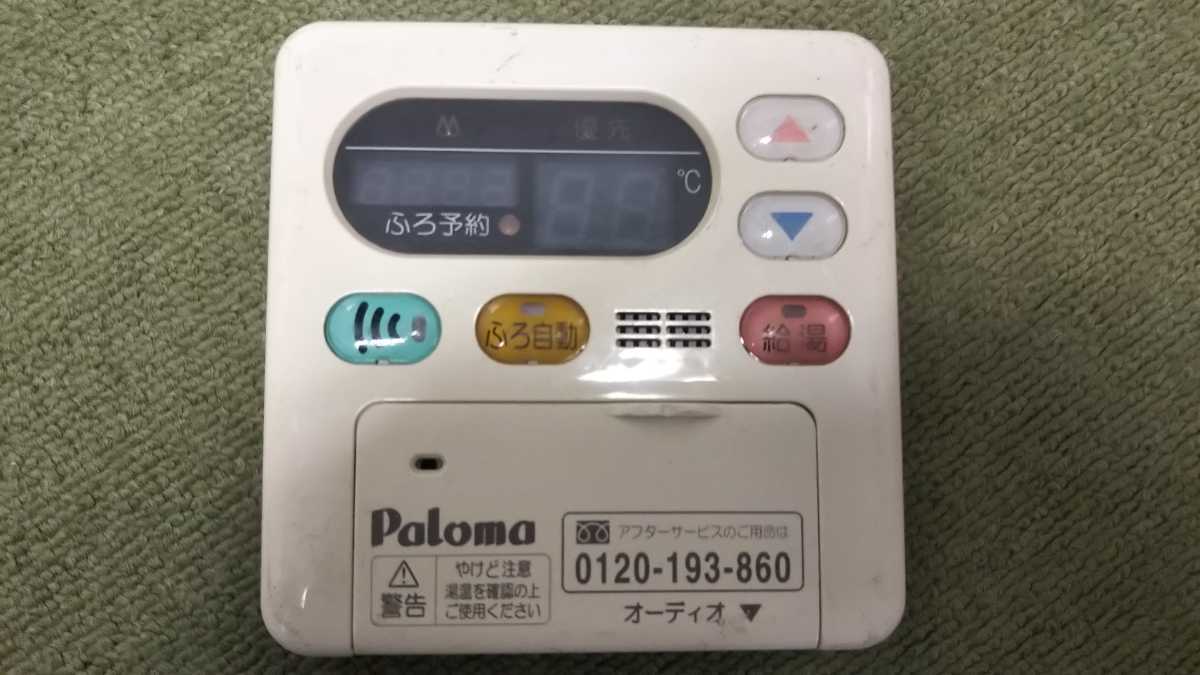 優先
℃
ふろ予約
ふろ自動
給湯
Paloma
アフターサービスのご用命は
0120-193-860
警告
やけど注意
湯温を確認の上
ご使用ください
オーディオ ▼